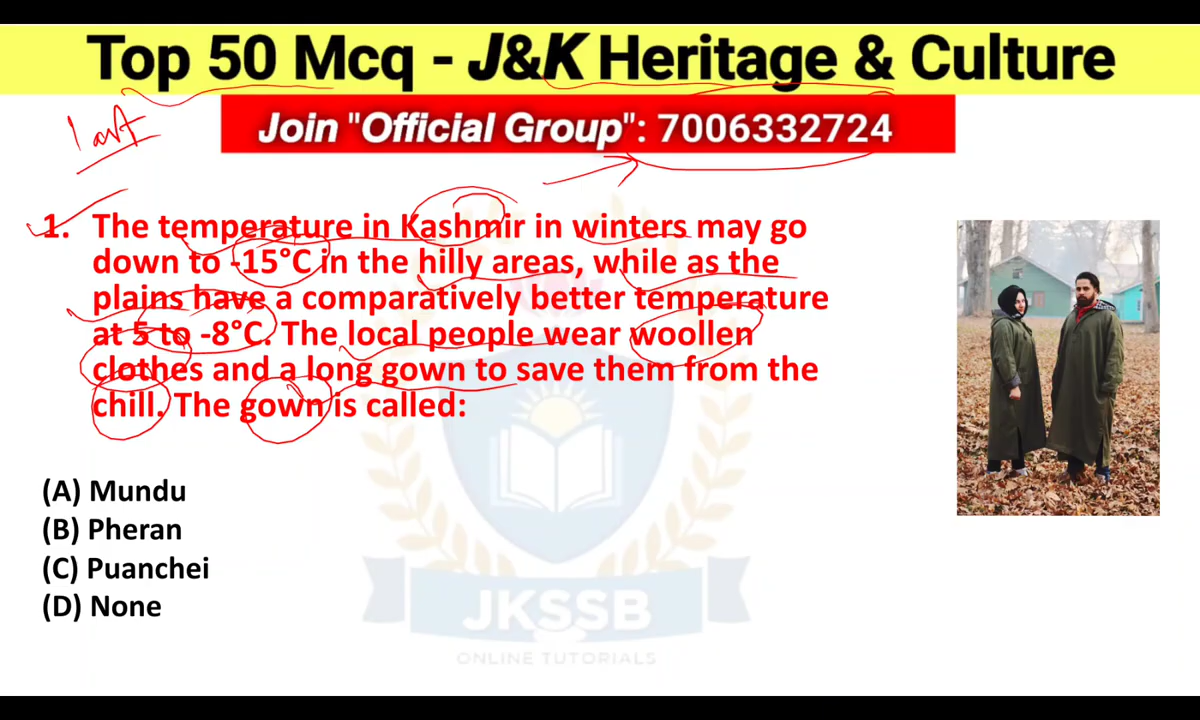 Top 50 Mcq - J&K Heritage & Culture
Join "Official Group": 7006332724
last
1. The temperature in Kashmir in winters may go
down to -15°C in the hilly areas, while as the
plains have a comparatively better temperature
at 5 to -8°C. The local people wear woollen
clothes and a long gown to save them from the
chill. The gown is called:
(A) Mundu
(B) Pheran
(C) Puanchei
(D) None
JKSSB
ONLINE TUTORIALS